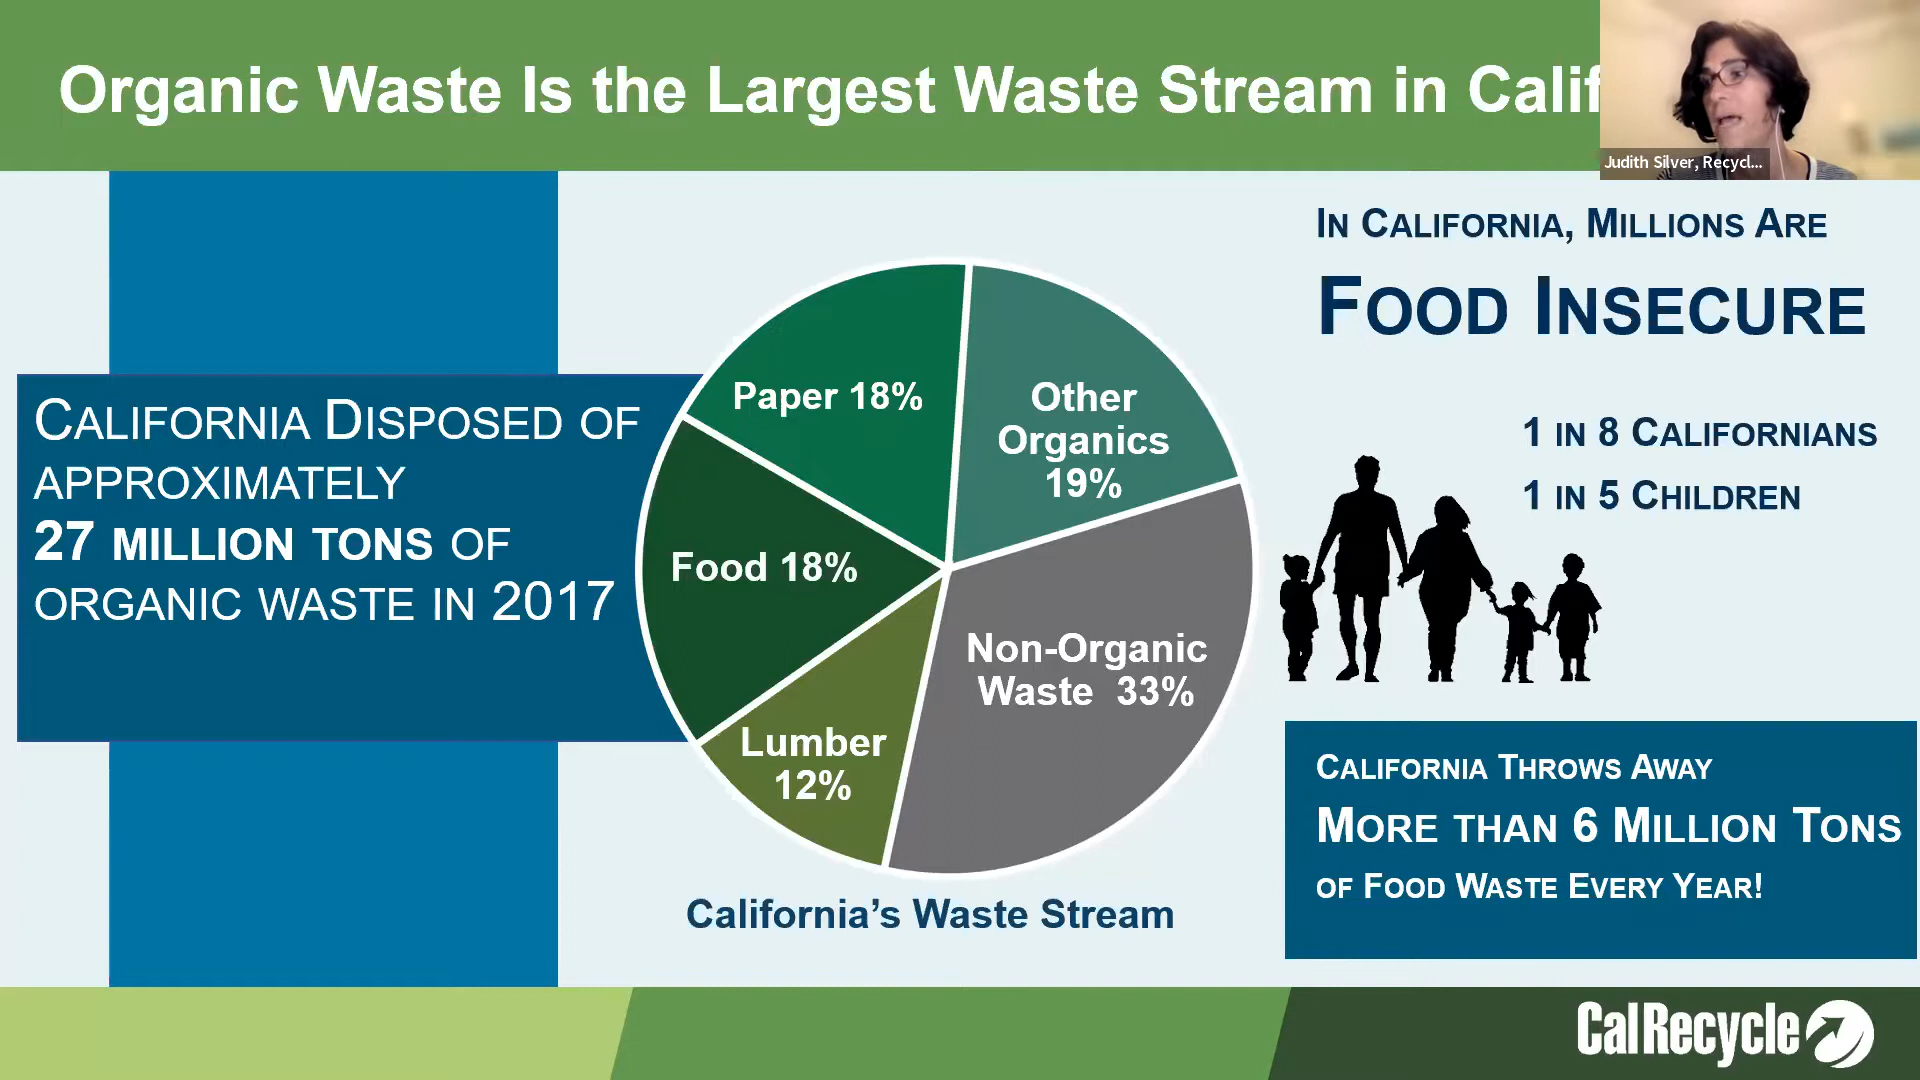 Organic Waste Is the Largest Waste Stream in Calif
Judith Silver, Recycl...
CALIFORNIA DISPOSED OF
APPROXIMATELY
27 MILLION TONS OF
ORGANIC WASTE IN 2017
Paper 18%
Other
Organics
19%
Food 18%
Non-Organic
Waste 33%
Lumber
12%
California’s Waste Stream
IN CALIFORNIA, MILLIONS ARE
FOOD INSECURE
1 IN 8 CALIFORNIANS
1 IN 5 CHILDREN
CALIFORNIA THROWS AWAY
MORE THAN 6 MILLION TONS
OF FOOD WASTE EVERY YEAR!
CalRecycle